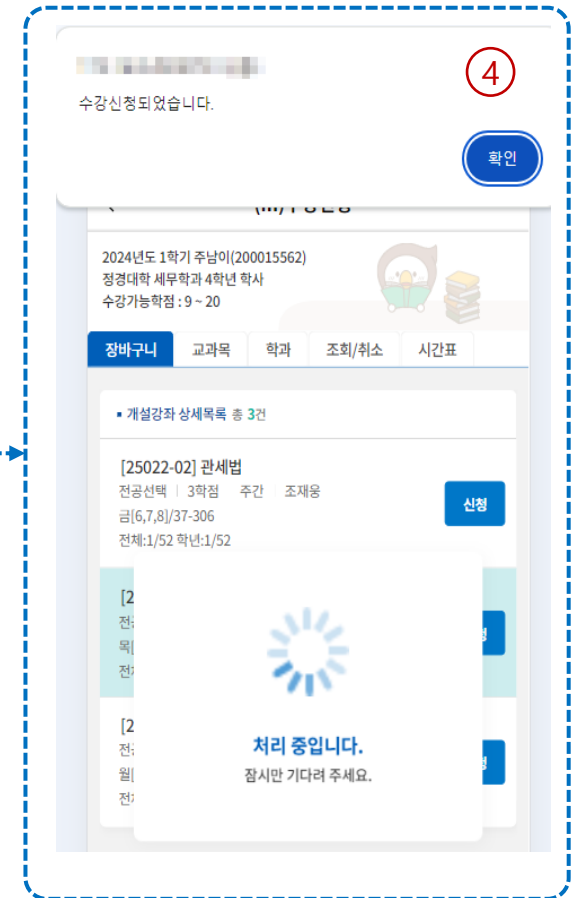 ④
수강신청되었습니다.
확인
2024년도 1학기 주남이(200015562)
정경대학 세무학과 4학년 학사
수강가능학점 : 9 ~ 20
장바구니 교과목 학과 조회/취소 시간표
▪ 개설강좌 상세목록 총 3건
[25022-02] 관세법
전공선택 | 3학점 주간 조재웅
금[6,7,8]/37-306
신청
전체:1/52 학년:1/52
[2
목[
처리 중입니다.
잠시만 기다려 주세요.
[2
월[